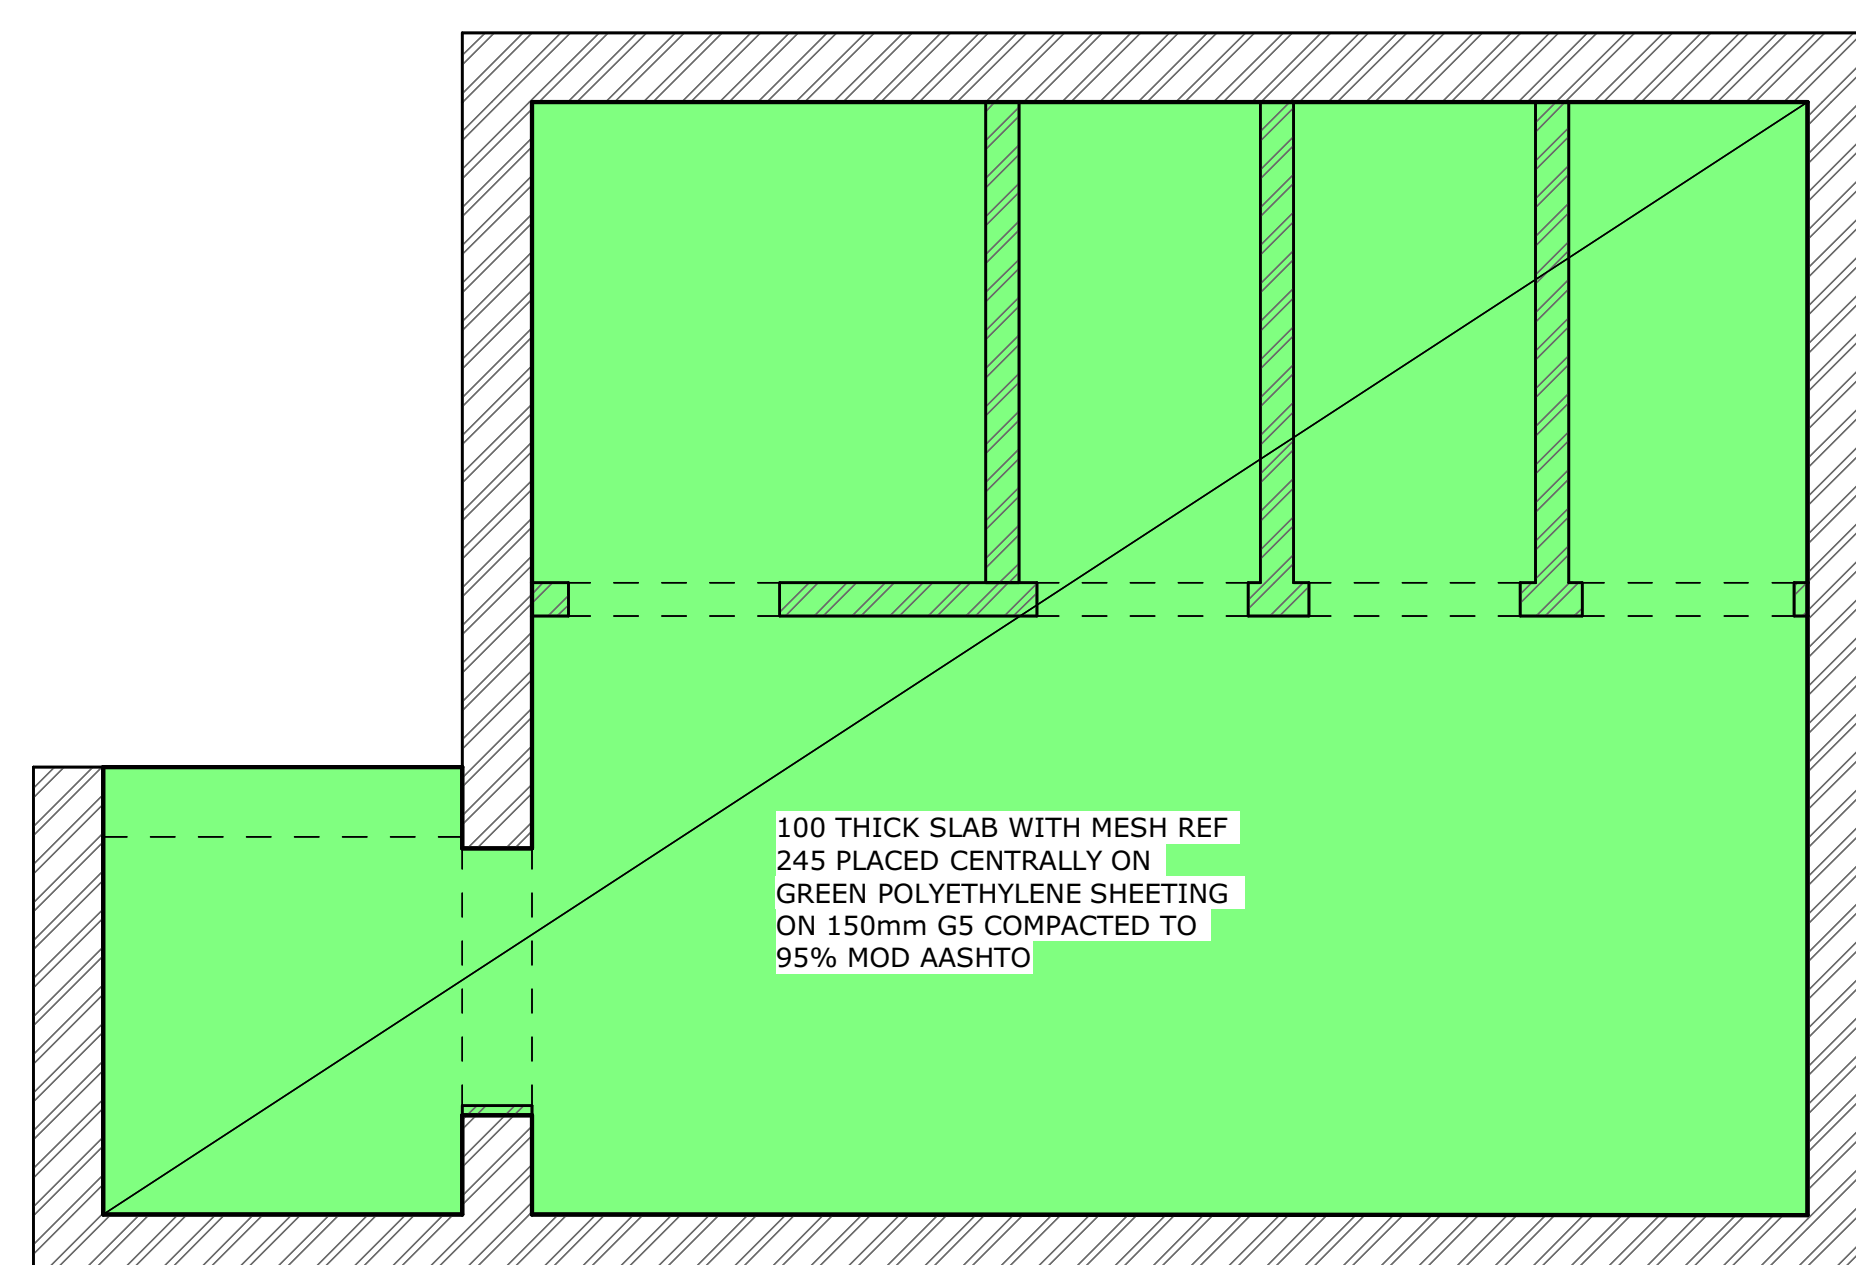 100 THICK SLAB WITH MESH REF
245 PLACED CENTRALLY ON
GREEN POLYETHYLENE SHEETING
ON 150mm G5 COMPACTED TO
95% MOD AASHTO